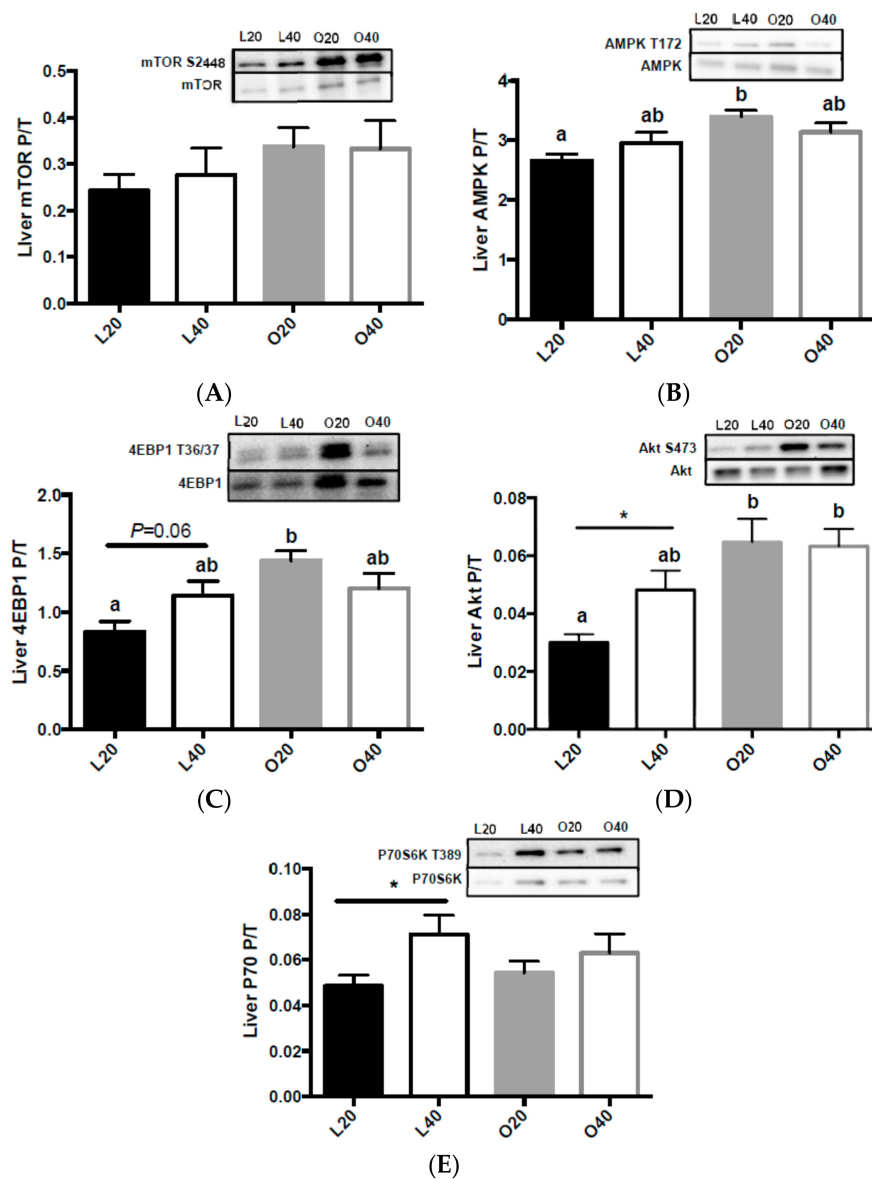 L20 L40 O20 O40
mTOR S2448
mTOR
Liver mTOR P/T
0.5
0.4
0.3
0.2
0.1
0.0
L20 L40 O20 O40
(A)
L20 L40 O20 O40
AMPK T172
AMPK
Liver AMPK P/T
4
3
2
1
0
a ab b ab
L20 L40 O20 O40
(B)
L20 L40 O20 O40
4EBP1 T36/37
4EBP1
Liver 4EBP1 P/T
2.0
1.5
1.0
0.5
0.0
P=0.06
a ab b ab
L20 L40 O20 O40
(C)
L20 L40 O20 O40
Akt S473
Akt
Liver Akt P/T
0.08
0.06
0.04
0.02
0.00
*
a ab b b
L20 L40 O20 O40
(D)
L20 L40 O20 O40
P70S6K T389
P70S6K
Liver P70 P/T
0.10
0.08
0.06
0.04
0.02
0.00
*
L20 L40 O20 O40
(E)